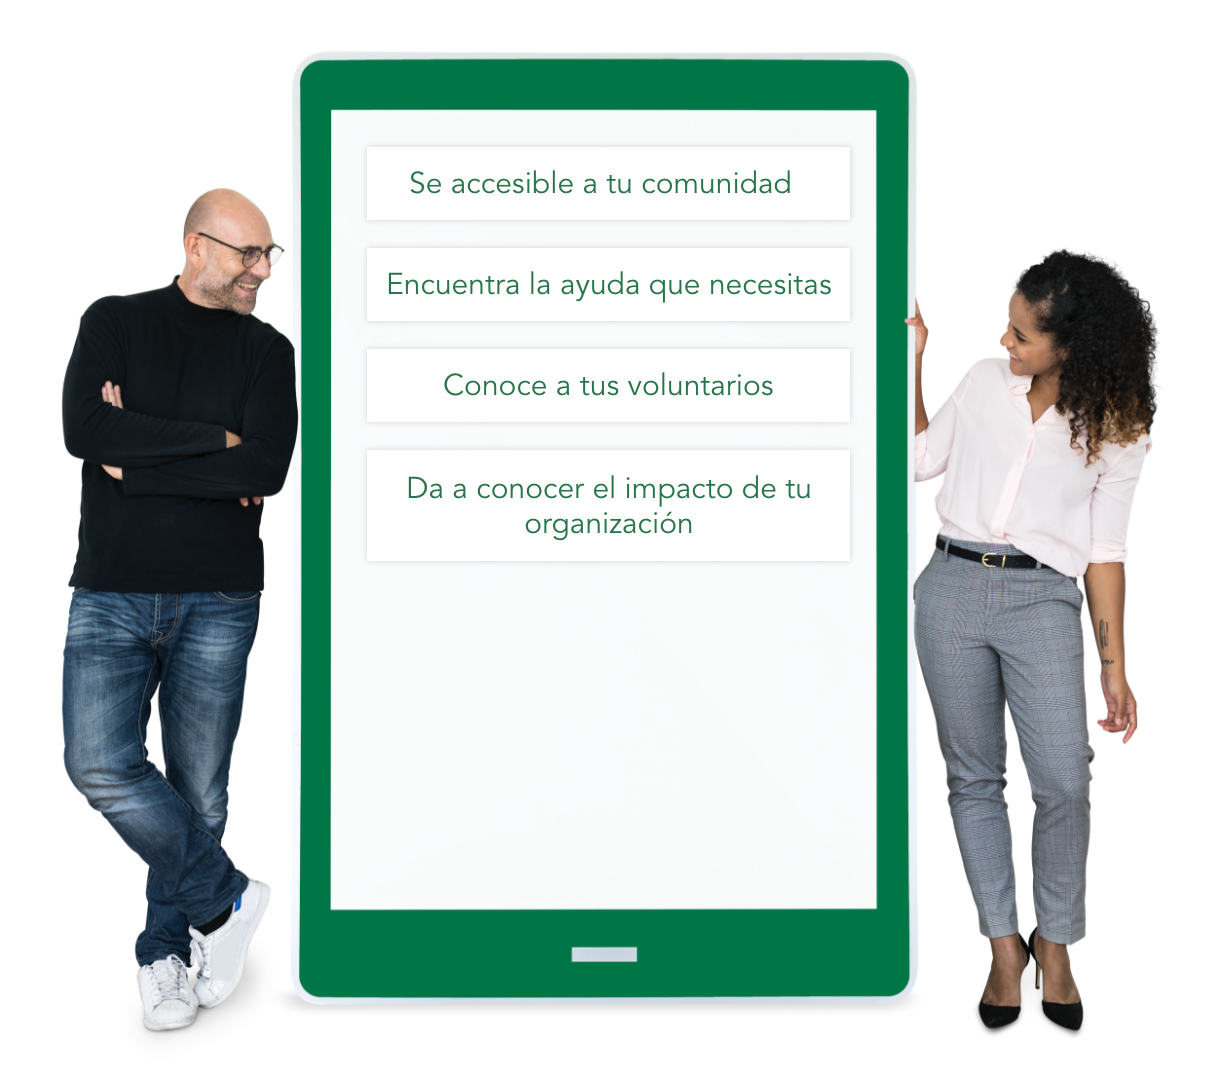 Se accesible a tu comunidad
Encuentra la ayuda que necesitas
Conoce a tus voluntarios
Da a conocer el impacto de tu
organización